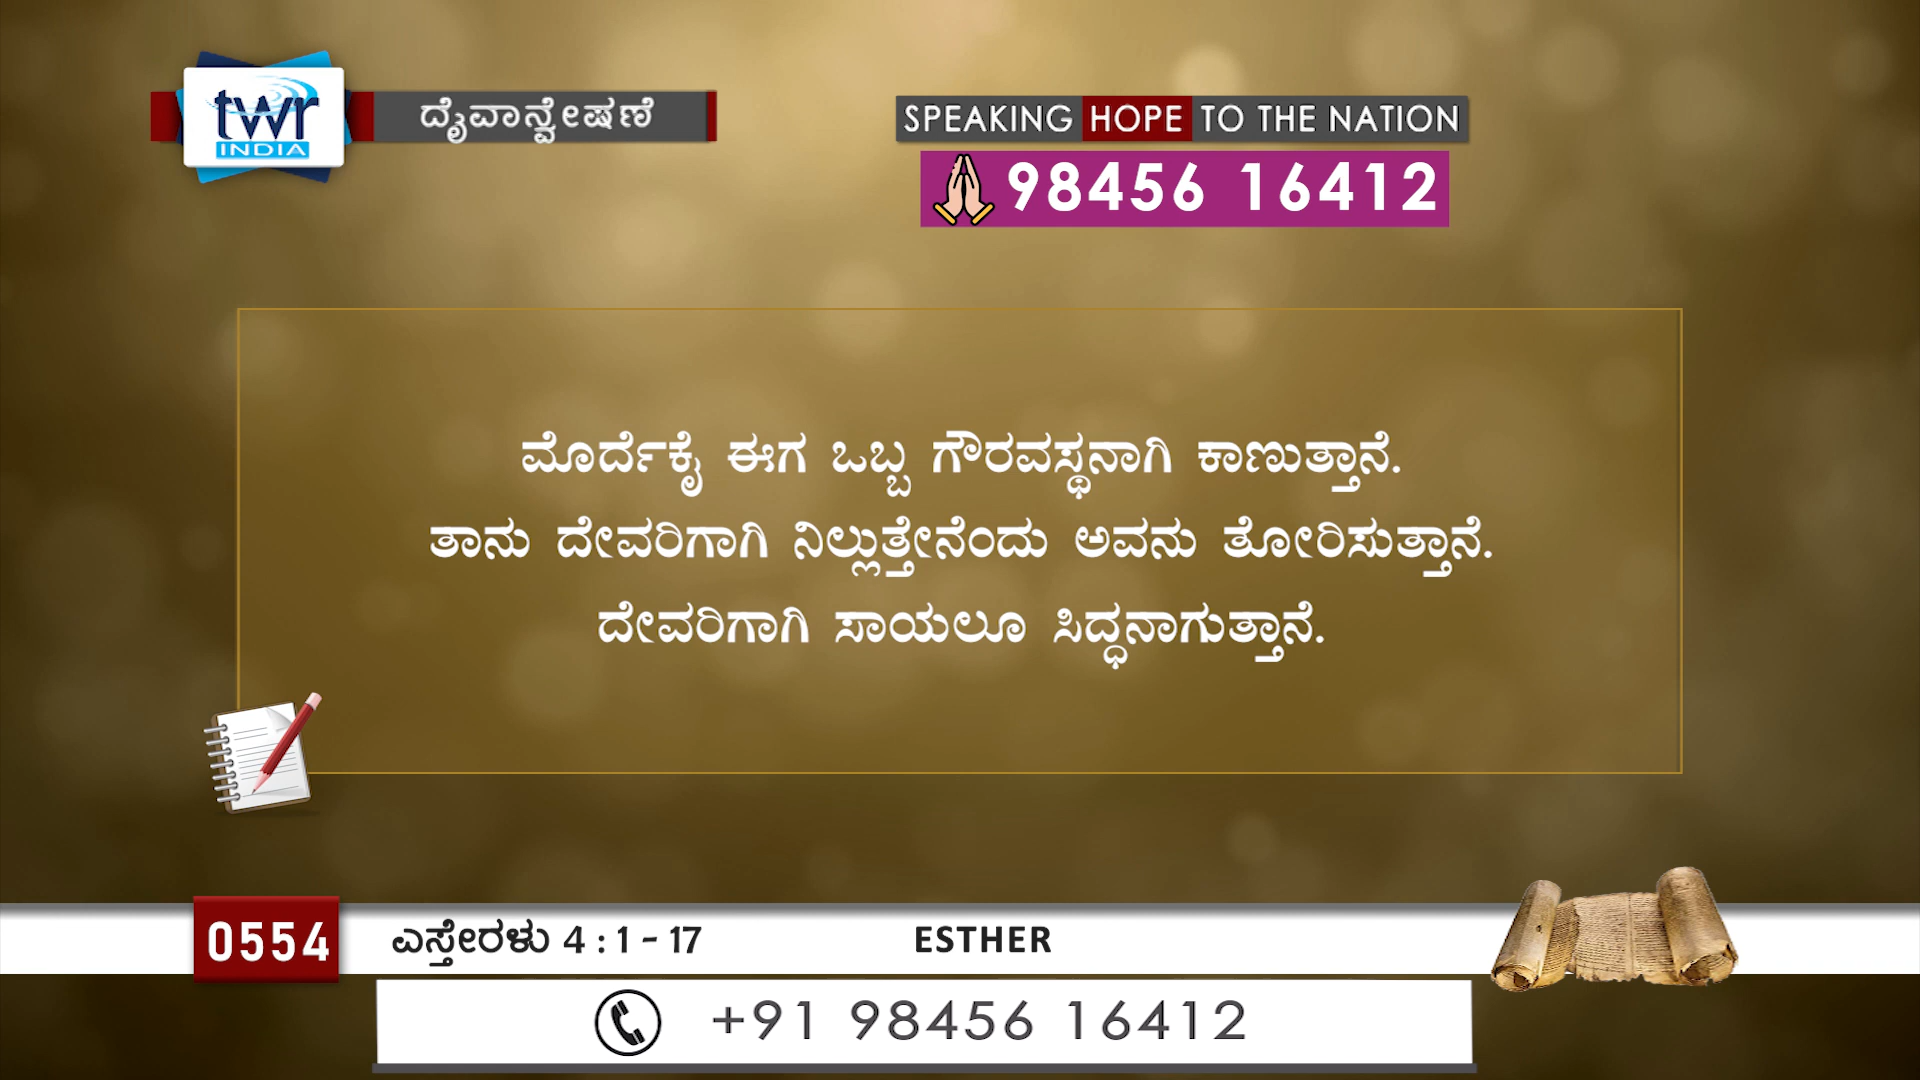 twr
INDIA
ದೈವಾನ್ವೇಷಣೆ
SPEAKING HOPE TO THE NATION
98456 16412
ಮೊರ್ದೆಕೈ ಈಗ ಒಬ್ಬ ಗೌರವಸ್ಥನಾಗಿ ಕಾಣುತ್ತಾನೆ.
ತಾನು ದೇವರಿಗಾಗಿ ನಿಲ್ಲುತ್ತೇನೆಂದು ಅವನು ತೋರಿಸುತ್ತಾನೆ.
ದೇವರಿಗಾಗಿ ಸಾಯಲೂ ಸಿದ್ಧನಾಗುತ್ತಾನೆ.
0554 ಎಸ್ತೇರಳು 4 : 1 - 17 ESTHER
+91 98456 16412